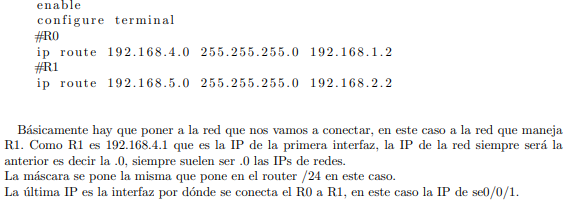 enable
configure terminal
#R0
ip route 192.168.4.0 255.255.255.0 192.168.1.2
#R1
ip route 192.168.5.0 255.255.255.0 192.168.2.2
Básicamente hay que poner a la red que nos vamos a conectar, en este caso a la red que maneja
R1. Como R1 es 192.168.4.1 que es la IP de la primera interfaz, la IP de la red siempre será la
anterior es decir la .0, siempre suelen ser .0 las IPs de redes.
La máscara se pone la misma que pone en el router /24 en este caso.
La última IP es la interfaz por dónde se conecta el R0 a R1, en este caso la IP de se0/0/1.